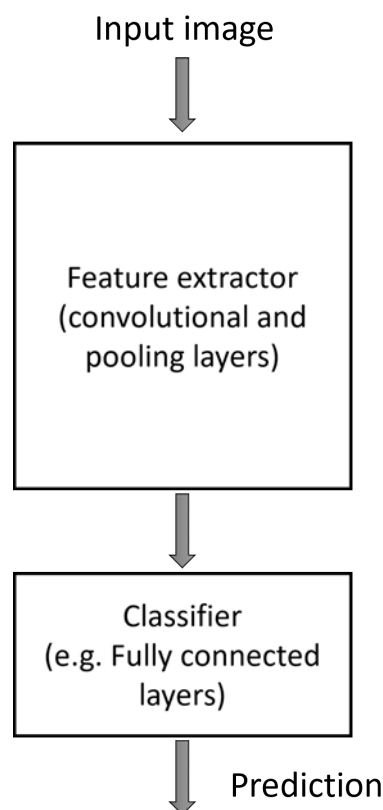 Input image
Feature extractor
(convolutional and
pooling layers)
Classifier
(e.g. Fully connected
layers)
Prediction